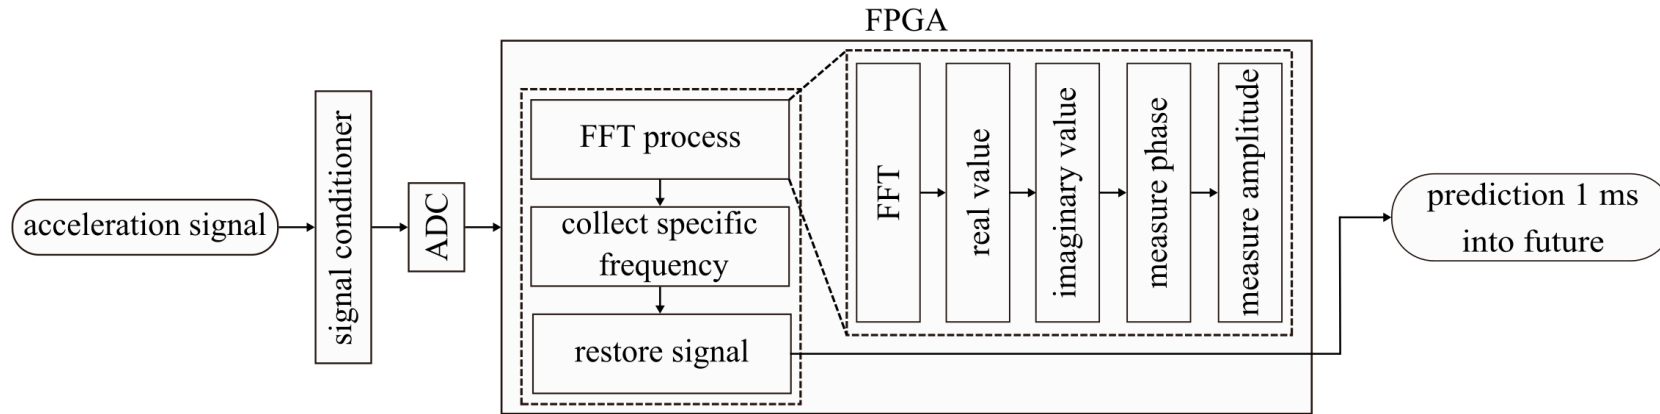 FPGA
acceleration signal
signal conditioner
ADC
FFT process
collect specific
frequency
restore signal
FFT
real value
imaginary value
measure phase
measure amplitude
prediction 1 ms
into future